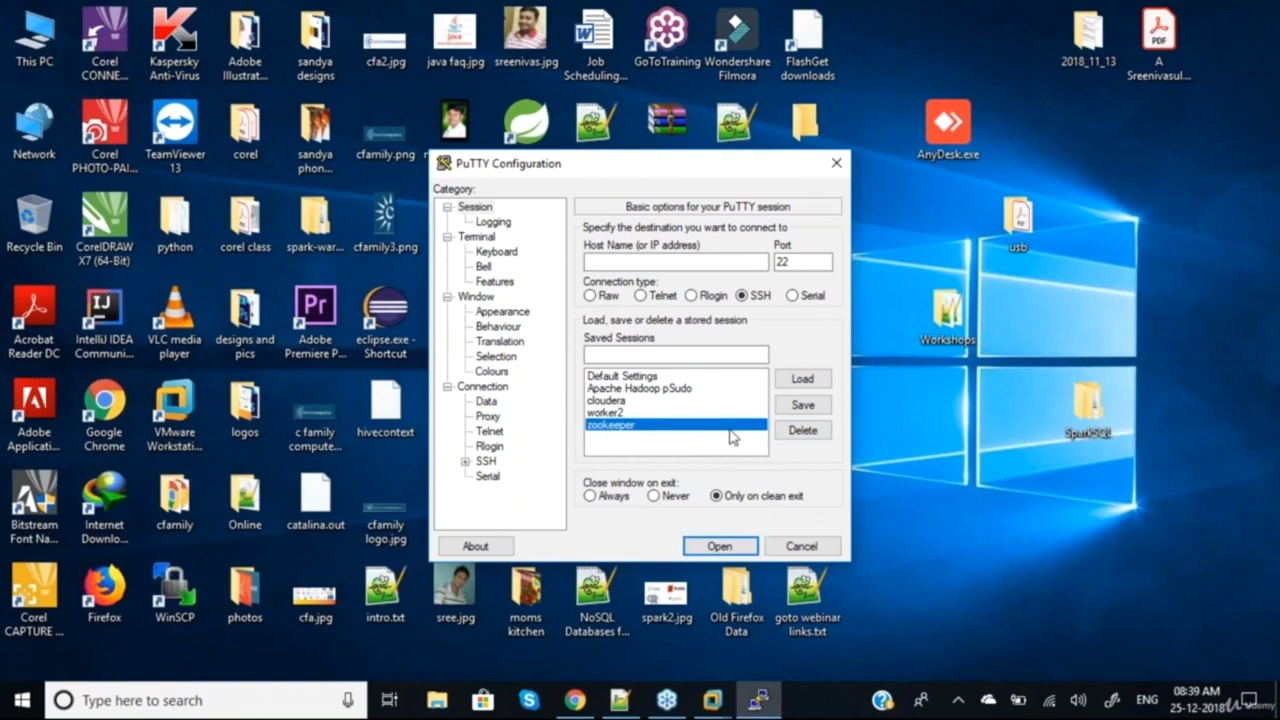 This PC
Corel
CONNE...
Kaspersky
Anti-Virus
Adobe
Illustrat...
sandya
designs
cfa2.jpg
java faq.jpg
sreenivas.jpg
Job
Scheduling...
GoToTraining
Wondershare
Filmora
FlashGet
downloads
2018_11_13
PDF
A
Sreenivasul...
Network
Corel
PHOTO-PAI...
TeamViewer
13
corel
sandya
phon...
cfamily.png
AnyDesk.exe
Recycle Bin
CorelDRAW
X7 (64-Bit)
python
corel class
spark-war...
cfamily3.png
usb
Acrobat
Reader DC
IntelliJ IDEA
Communi...
VLC media
player
designs and
pics
Adobe
Premiere P...
eclipse.exe -
Shortcut
Workshops
Adobe
Applicati...
Google
Chrome
VMware
Workstati...
logos
c family
compute...
hivecontext
SparkSQL
Bitstream
Font Na...
Internet
Downlo...
cfamily
Online
catalina.out
cfamily
logo.jpg
Corel
CAPTURE ...
Firefox
WinSCP
photos
cfa.jpg
intro.txt
sree.jpg
moms
kitchen
NoSQL
Databases f...
spark2.jpg
Old Firefox
Data
goto webinar
links.txt
PuTTY Configuration
Category:
Session
Logging
Terminal
Keyboard
Bell
Features
Window
Appearance
Behaviour
Translation
Selection
Colours
Connection
Data
Proxy
Telnet
Rlogin
SSH
Serial
Basic options for your PuTTY session
Specify the destination you want to connect to
Host Name (or IP address) Port
22
Connection type:
Raw Telnet Rlogin SSH Serial
Load, save or delete a stored session
Saved Sessions
Default Settings
Apache Hadoop pSudo
cloudera
worker2
zookeeper
Load
Save
Delete
Close window on exit:
Always Never Only on clean exit
About Open Cancel
Type here to search
ENG
08:39 AM
25-12-2018
Udemy